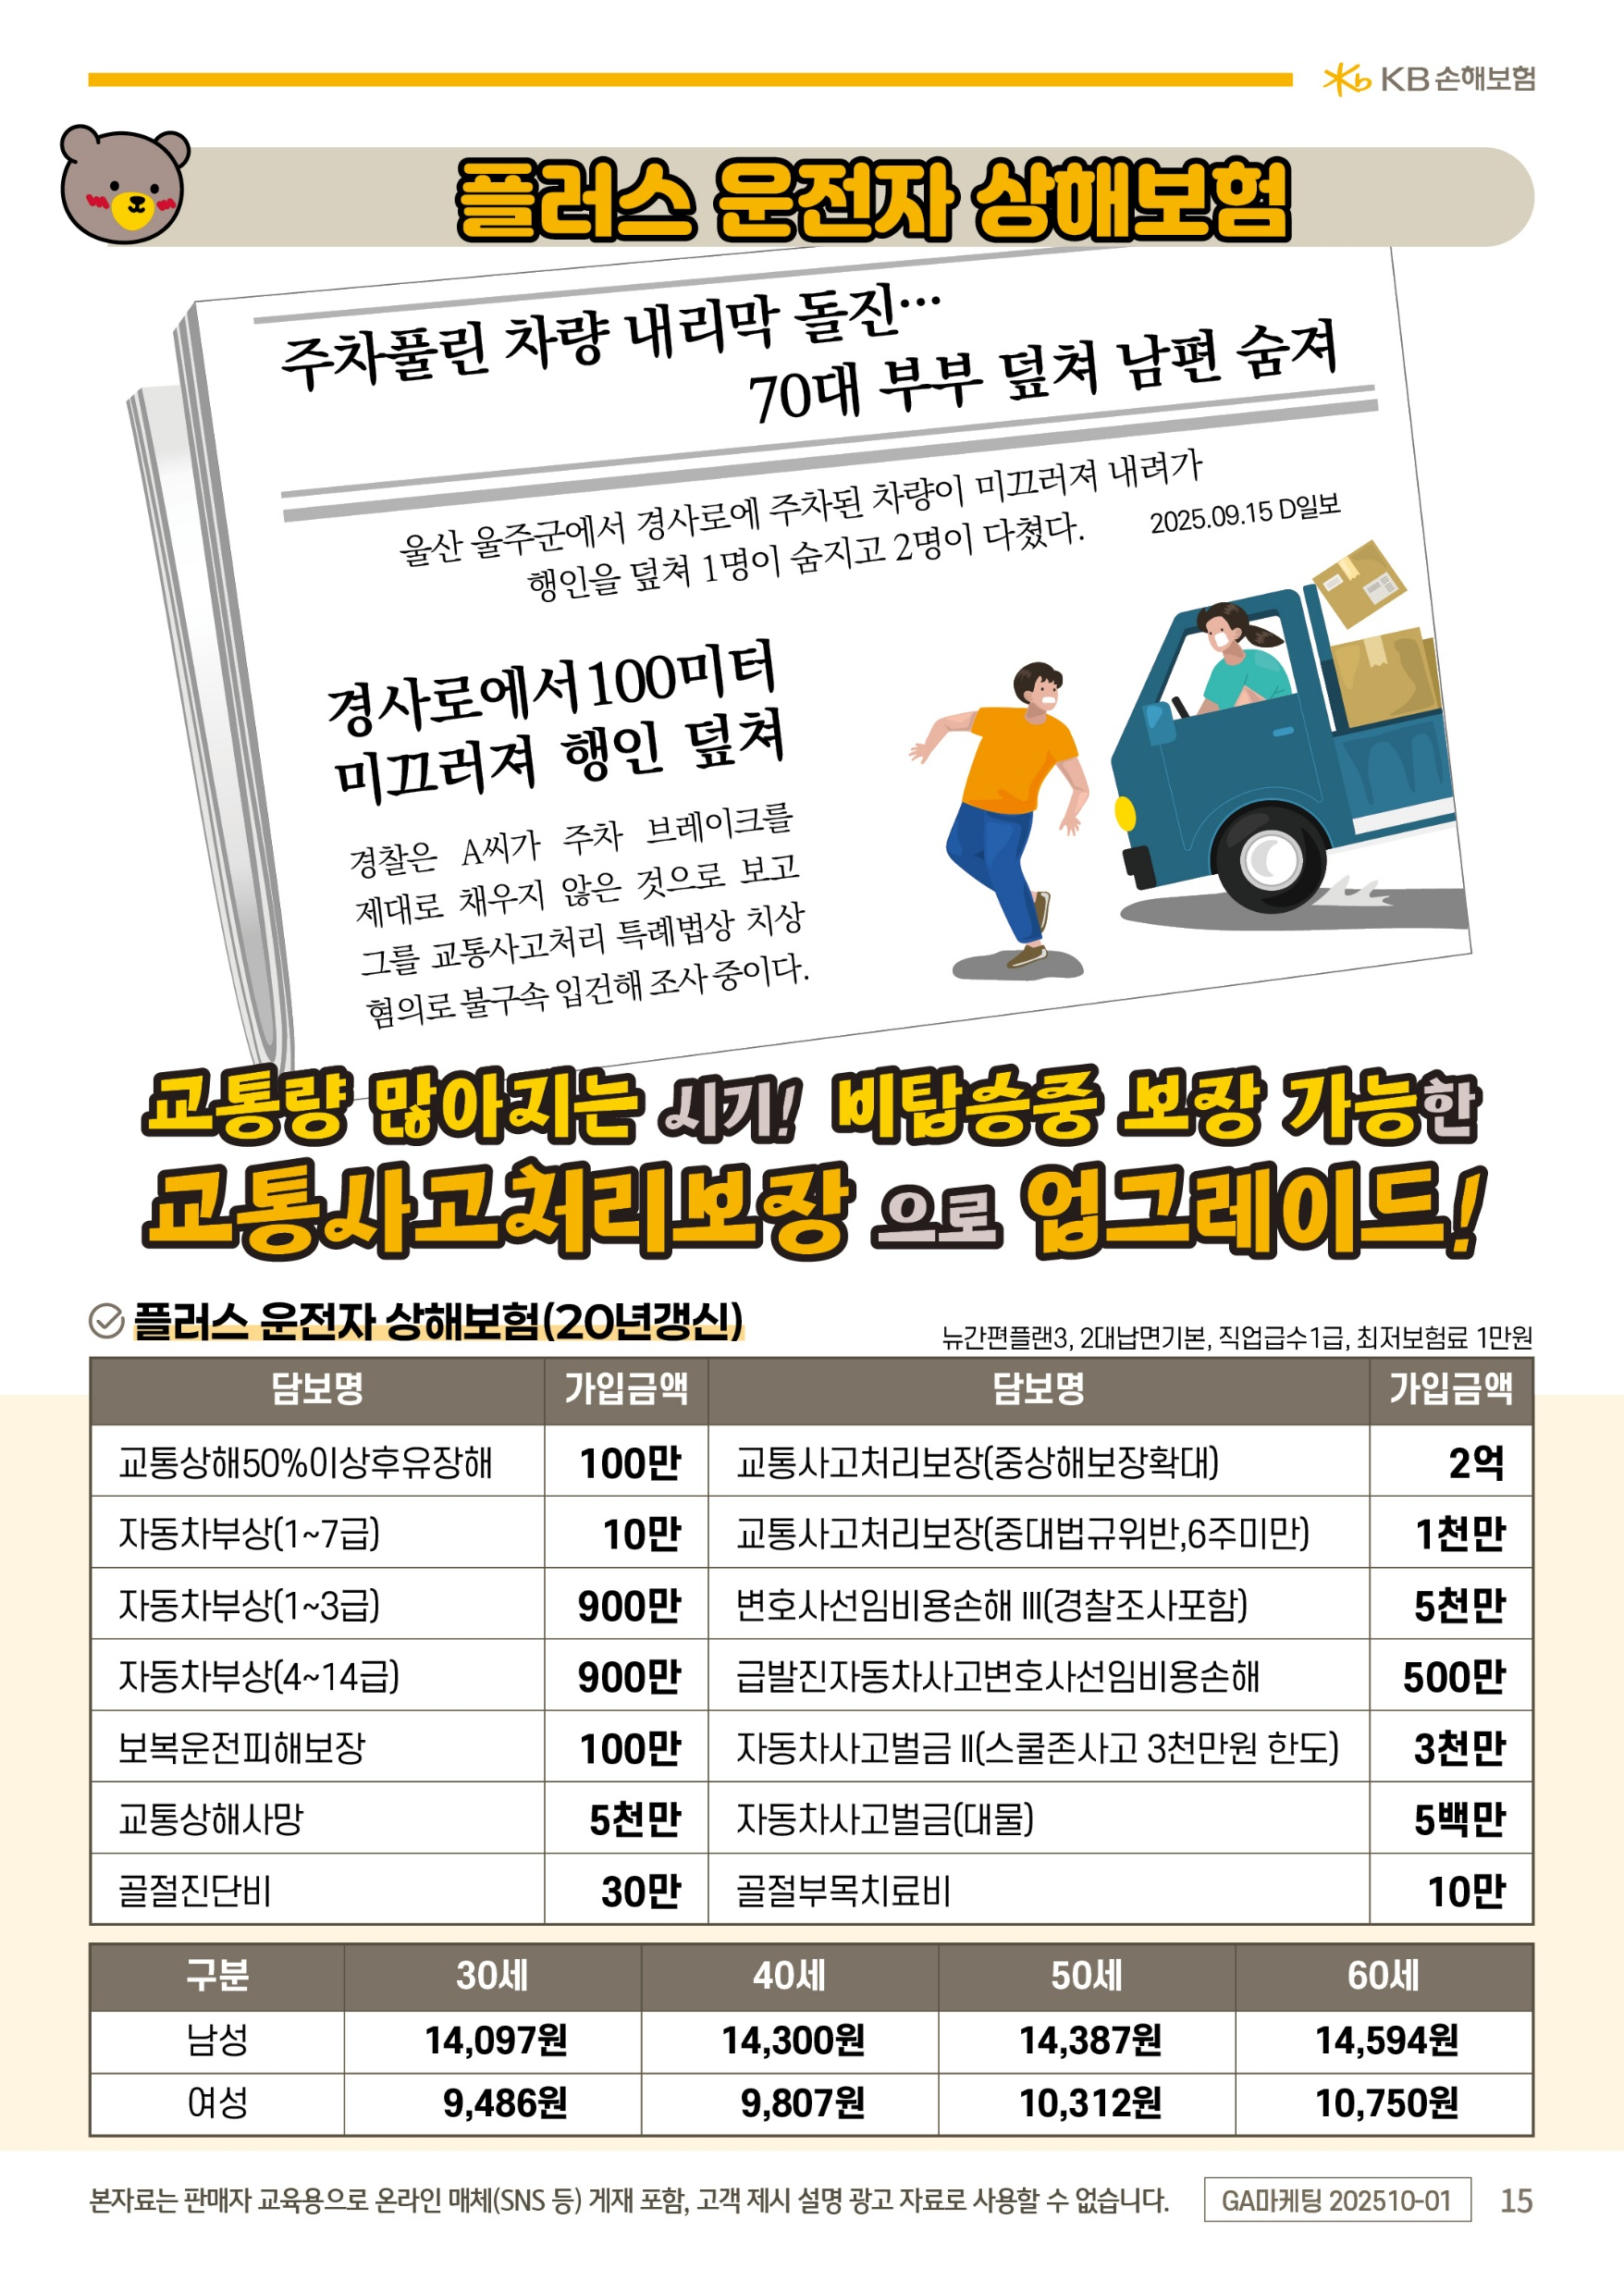 KB 손해보험
플러스 운전자 상해보험
주차풀린 차량 내리막 돌진…
70대 부부 덮쳐 남편 숨져
울산 울주군에서 경사로에 주차된 차량이 미끄러져 내려가
행인을 덮쳐 1명이 숨지고 2명이 다쳤다.
2025.09.15 D일보
경사로에서100미터
미끄러져 행인 덮쳐
경찰은 A씨가 주차 브레이크를
제대로 채우지 않은 것으로 보고
그를 교통사고처리 특례법상 치상
혐의로 불구속 입건해 조사 중이다.
교통량 많아지는 시기! 비탑승중 보장 가능한
교통사고처리보장 으로 업그레이드!
플러스 운전자 상해보험(20년갱신)
뉴간편플랜3, 2대납면기본, 직업급수1급, 최저보험료 1만원
담보명 가입금액 담보명 가입금액
교통상해50%이상후유장해 100만 교통사고처리보장(중상해보장확대) 2억
자동차부상(1~7급) 10만 교통사고처리보장(중대법규위반,6주미만) 1천만
자동차부상(1~3급) 900만 변호사선임비용손해 III(경찰조사포함) 5천만
자동차부상(4~14급) 900만 급발진자동차사고변호사선임비용손해 500만
보복운전피해보장 100만 자동차사고벌금 II(스쿨존사고 3천만원 한도) 3천만
교통상해사망 5천만 자동차사고벌금(대물) 5백만
골절진단비 30만 골절부목치료비 10만
구분 30세 40세 50세 60세
남성 14,097원 14,300원 14,387원 14,594원
여성 9,486원 9,807원 10,312원 10,750원
본자료는 판매자 교육용으로 온라인 매체(SNS 등) 게재 포함, 고객 제시 설명 광고 자료로 사용할 수 없습니다.
GA마케팅 202510-01
15